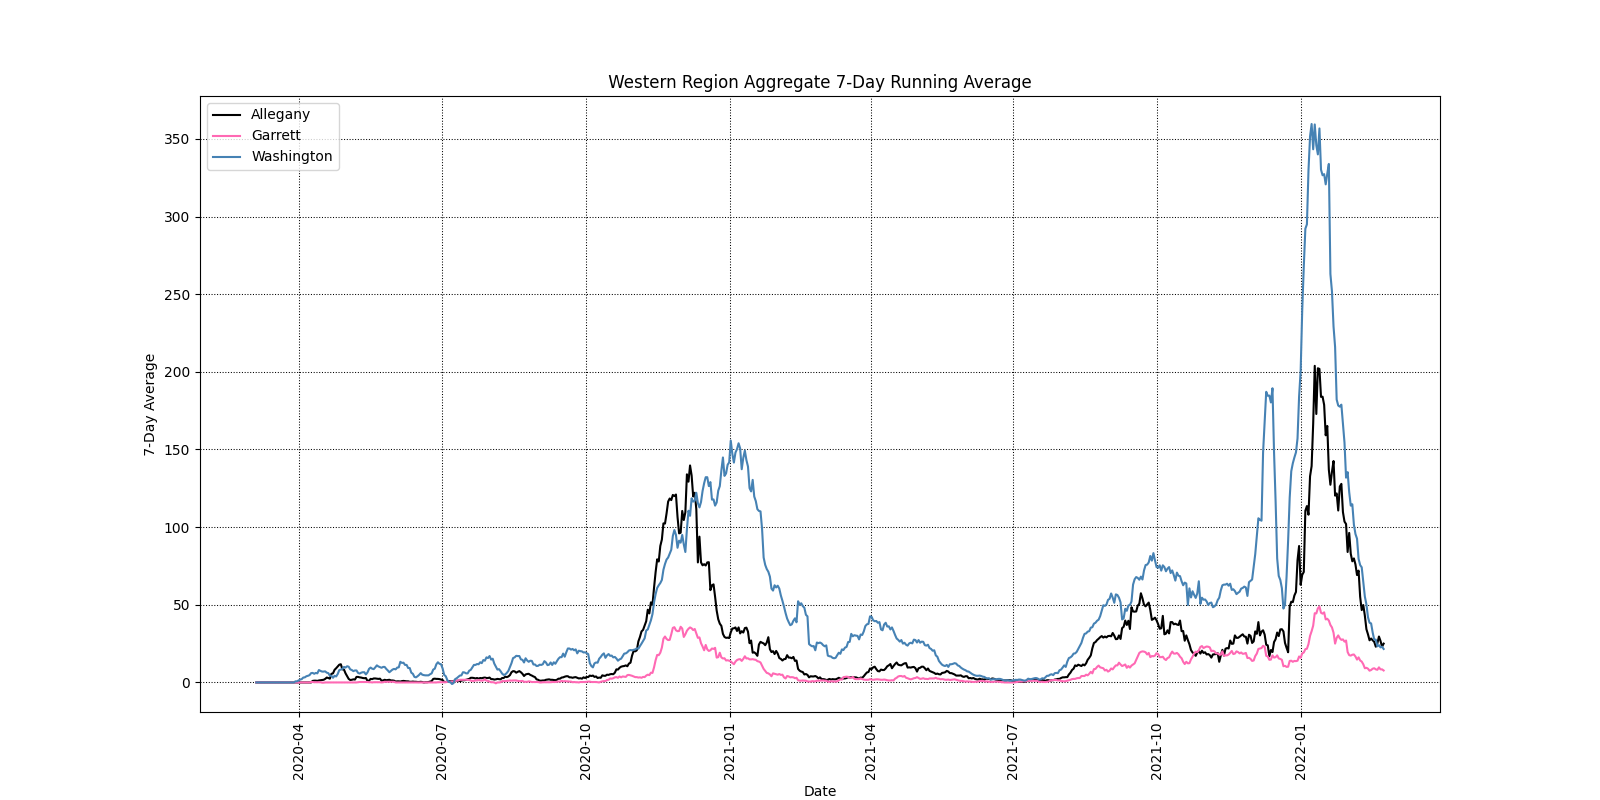 Western Region Aggregate 7-Day Running Average
Allegany
Garrett
Washington
7-Day Average
350
300
250
200
150
100
50
0
2020-04
2020-07
2020-10
2021-01
2021-04
2021-07
2021-10
2022-01
Date